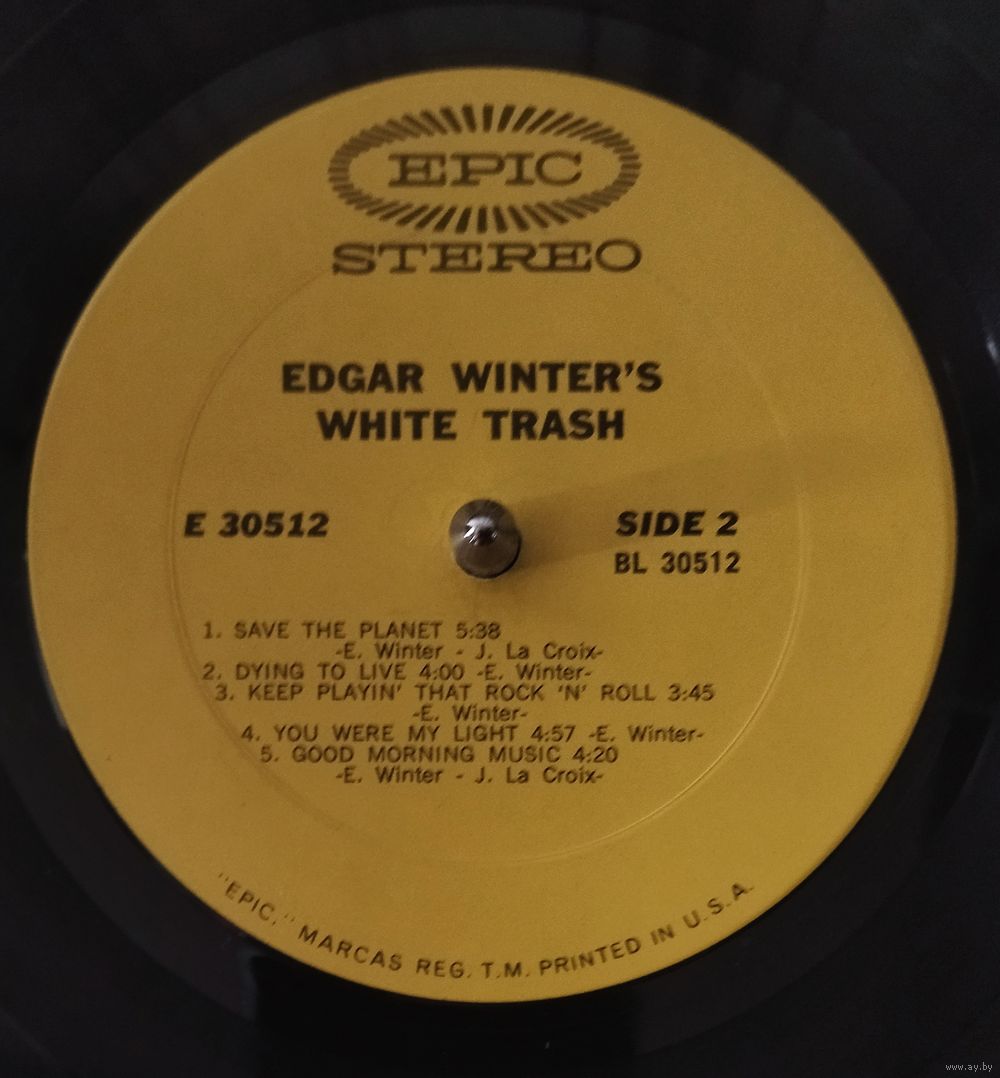 EPIC
STEREO
EDGAR WINTER'S
WHITE TRASH
E 30512
SIDE 2
BL 30512
1. SAVE THE PLANET 5:38
-E. Winter - J. La Croix-
2. DYING TO LIVE 4:00 -E. Winter-
3. KEEP PLAYIN' THAT ROCK 'N' ROLL 3:45
-E. Winter-
4. YOU WERE MY LIGHT 4:57 -E. Winter-
5. GOOD MORNING MUSIC 4:20
-E. Winter - J. La Croix-
"EPIC," MARCAS REG. T.M. PRINTED IN U.S.A.
www.ay.by